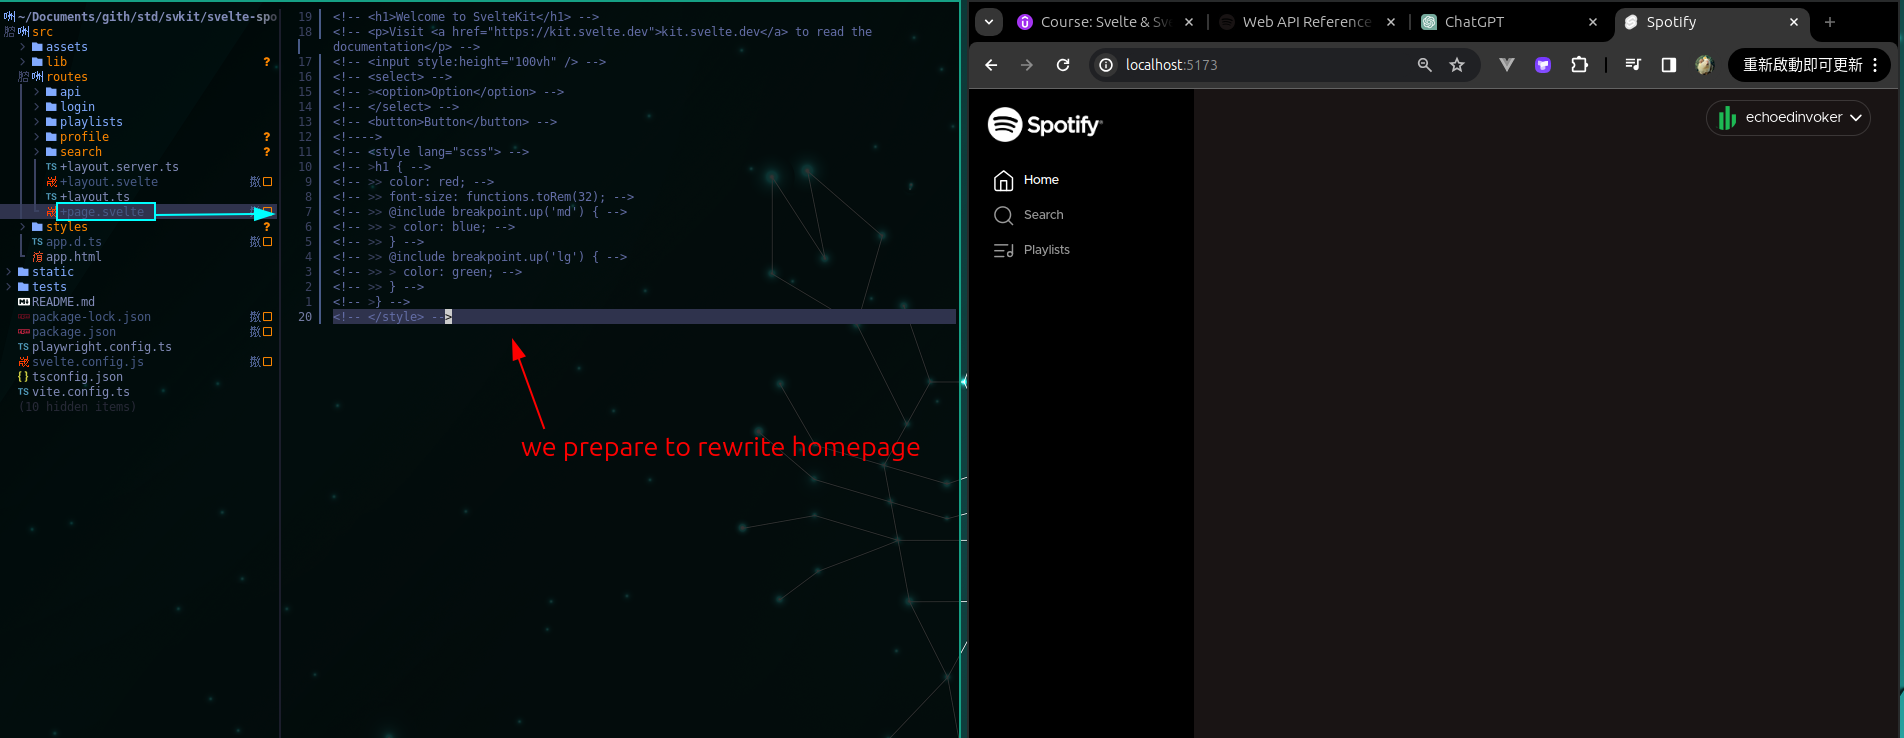 ~/Documents/gith/std/svkit/svelte-spo
src
assets
lib ?
routes
api
login
playlists
profile ?
search ?
TS +layout.server.ts
+layout.svelte
TS +layout.ts
+page.svelte
styles ?
TS app.d.ts
app.html
static
tests
README.md
package-lock.json
package.json
TS playwright.config.ts
svelte.config.js
{} tsconfig.json
TS vite.config.ts
(10 hidden items)
19 <!-- <h1>Welcome to SvelteKit</h1> -->
18 <!-- <p>Visit <a href="https://kit.svelte.dev">kit.svelte.dev</a> to read the
documentation</p> -->
17 <!-- <input style:height="100vh" /> -->
16 <!-- <select> -->
15 <!-- ><option>Option</option> -->
14 <!-- </select> -->
13 <!-- <button>Button</button> -->
12 <!---->
11 <!-- <style lang="scss"> -->
10 <!-- >h1 { -->
9 <!-- >> color: red; -->
8 <!-- >> font-size: functions.toRem(32); -->
7 <!-- >> @include breakpoint.up('md') { -->
6 <!-- >> > color: blue; -->
5 <!-- >> } -->
4 <!-- >> @include breakpoint.up('lg') { -->
3 <!-- >> > color: green; -->
2 <!-- >> } -->
1 <!-- >} -->
20 <!-- </style> -->
we prepare to rewrite homepage
Course: Svelte & Sv
Web API Reference
ChatGPT
Spotify
localhost:5173
重新啟動即可更新
Spotify
echoedinvoker
Home
Search
Playlists